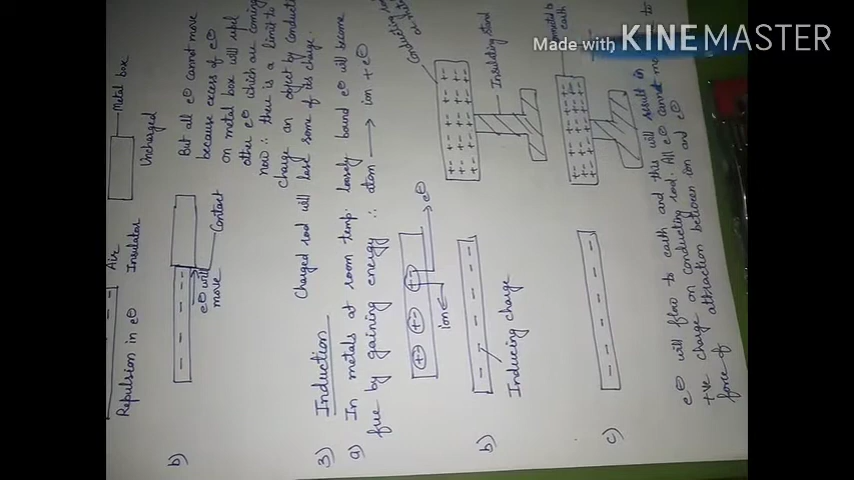 Made with KINEMASTER
Repulsion in e⊖
Air
Insulator
Metal box
Uncharged
b)
e⊖ will
move
Contact
But all e⊖ cannot move
because excess of e⊖
on metal box will repel
other e⊖ which are coming
now ∴ there is a limit to
charge an object by conductio
Charged rod will lose some of its charge.
3) Induction
a) In metals at room temp. loosely bound e⊖ will become
free by gaining energy ∴ atom → ion + e⊖
ion
e⊖
b)
Inducing charge
Conducting
Insulating stand
c)
earth
e⊖ will flow to earth and this will result in
+ve charge on conducting rod. All e⊖ cannot to
force of attraction between ion and e⊖